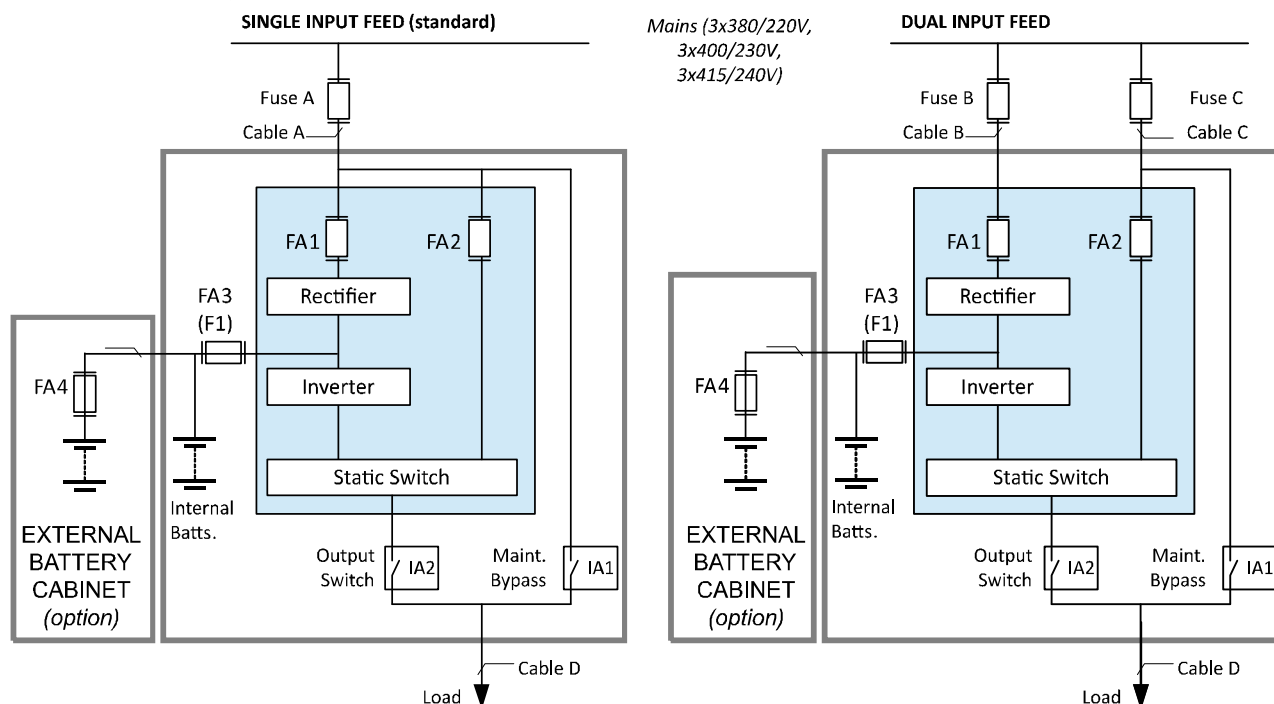 SINGLE INPUT FEED (standard)
Mains (3x380/220V,
3x400/230V,
3x415/240V)
DUAL INPUT FEED
Fuse A
Cable A
FA1
FA2
Rectifier
FA3
(F1)
Inverter
FA4
Static Switch
Internal
Batts.
EXTERNAL
BATTERY
CABINET
(option)
Output
Switch
IA2
Maint.
Bypass
IA1
Cable D
Load
Fuse B
Cable B
Fuse C
Cable C
FA1
FA2
Rectifier
FA3
(F1)
Inverter
FA4
Static Switch
Internal
Batts.
EXTERNAL
BATTERY
CABINET
(option)
Output
Switch
IA2
Maint.
Bypass
IA1
Cable D
Load